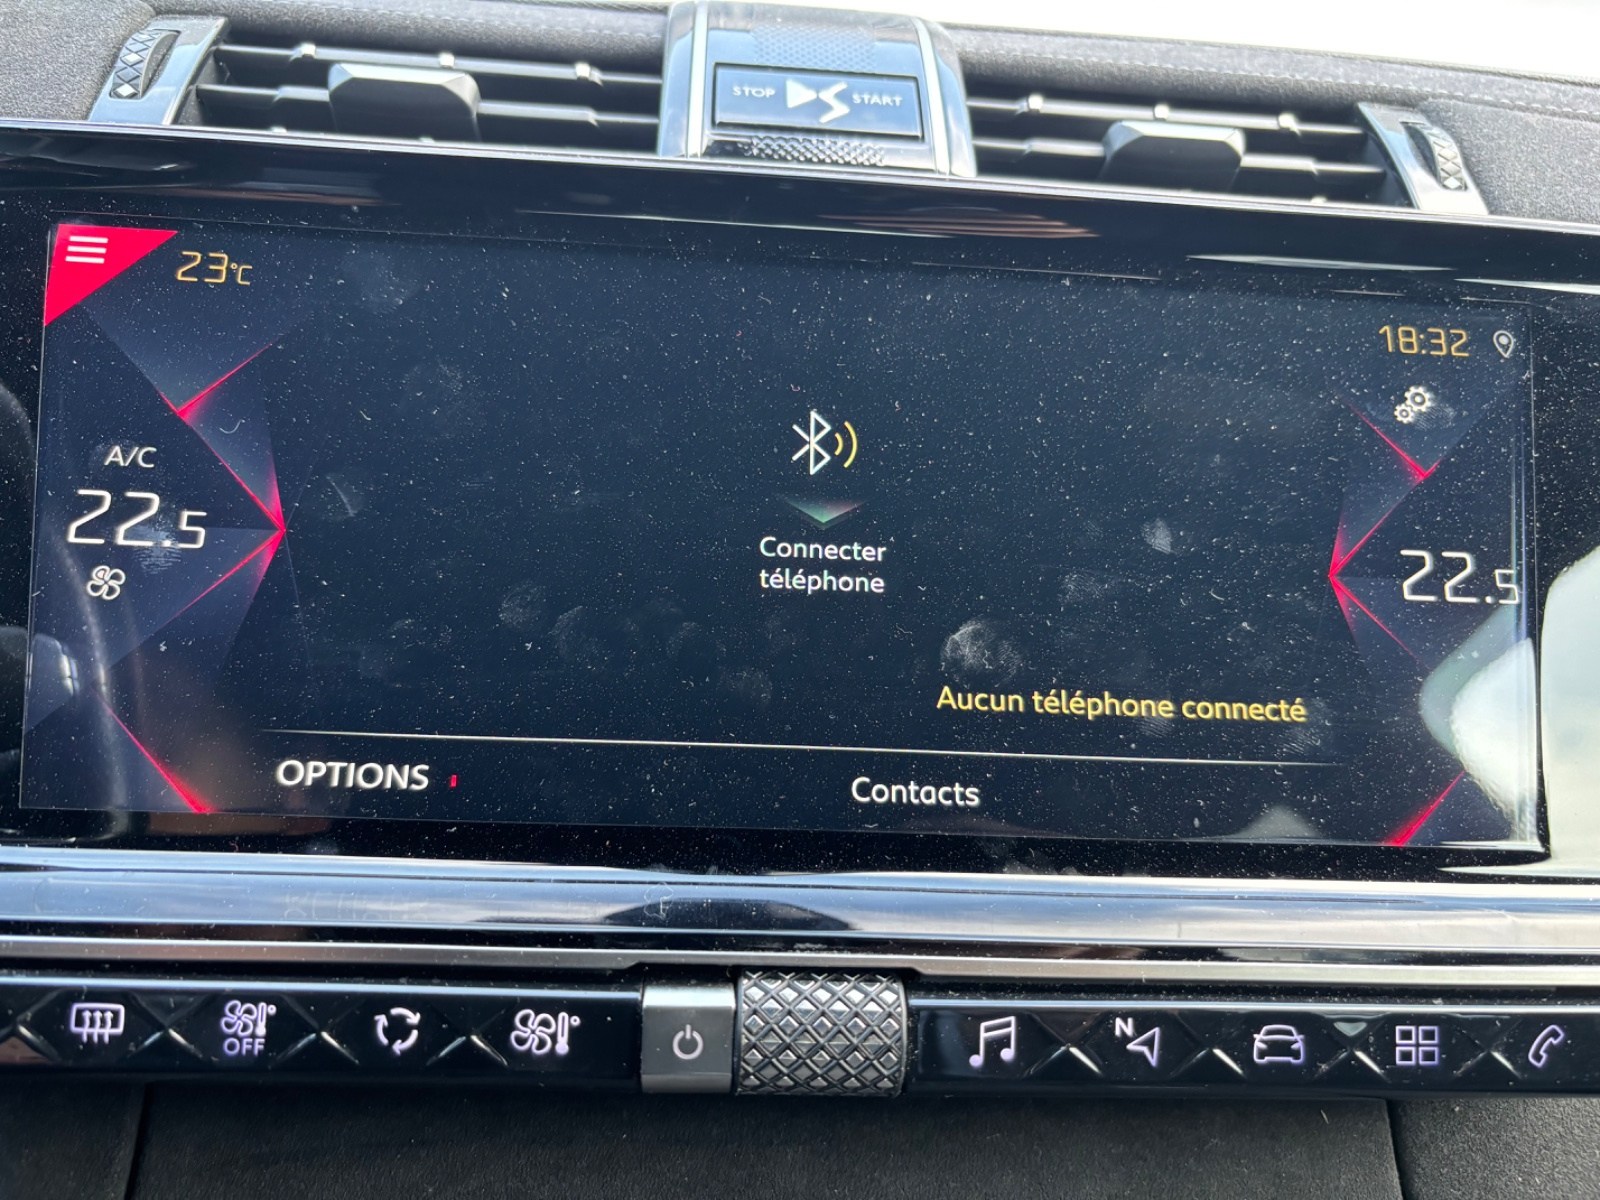 STOP START
23°C
18:32
A/C
22.5
22.5
Connecter
téléphone
Aucun téléphone connecté
OPTIONS
Contacts
OFF
N